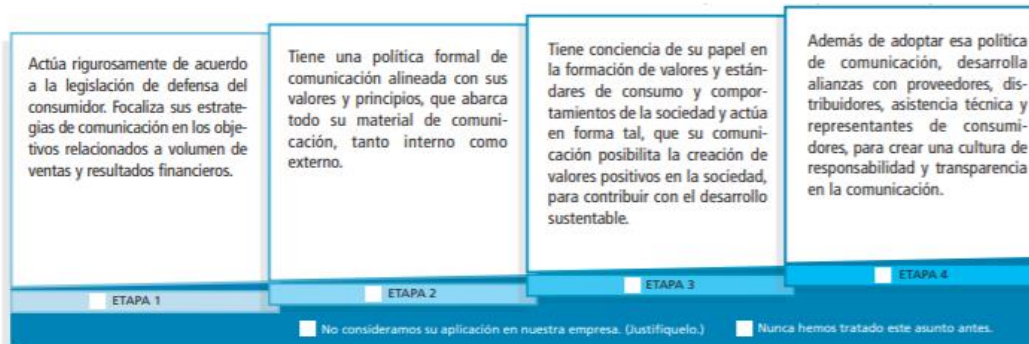 Actúa rigurosamente de acuerdo
a la legislación de defensa del
consumidor. Focaliza sus estrate-
gias de comunicación en los obje-
tivos relacionados a volumen de
ventas y resultados financieros.
ETAPA 1
Tiene una política formal de
comunicación alineada con sus
valores y principios, que abarca
todo su material de comuni-
cación, tanto interno como
externo.
ETAPA 2
Tiene conciencia de su papel en
la formación de valores y están-
dares de consumo y compor-
tamientos de la sociedad y actúa
en forma tal, que su comuni-
cación posibilita la creación de
valores positivos en la sociedad,
para contribuir con el desarrollo
sustentable.
ETAPA 3
Además de adoptar esa política
de comunicación, desarrolla
alianzas con proveedores, dis-
tribuidores, asistencia técnica y
representantes de consumi-
dores, para crear una cultura de
responsabilidad y transparencia
en la comunicación.
ETAPA 4
No consideramos su aplicación en nuestra empresa. (Justifíquelo.)
Nunca hemos tratado este asunto antes.